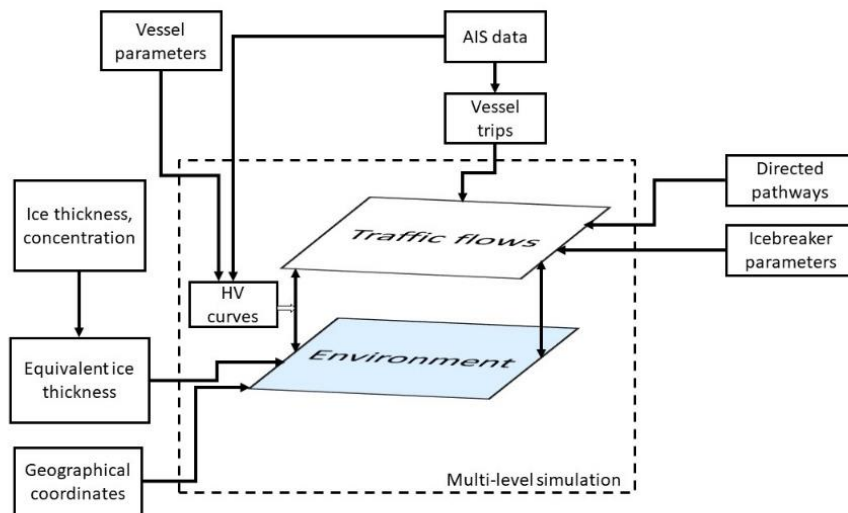 Vessel
parameters
AIS data
Vessel
trips
Directed
pathways
Ice thickness,
concentration
Traffic flows
Icebreaker
parameters
HV
curves
Equivalent ice
thickness
Environment
Geographical
coordinates
Multi-level simulation